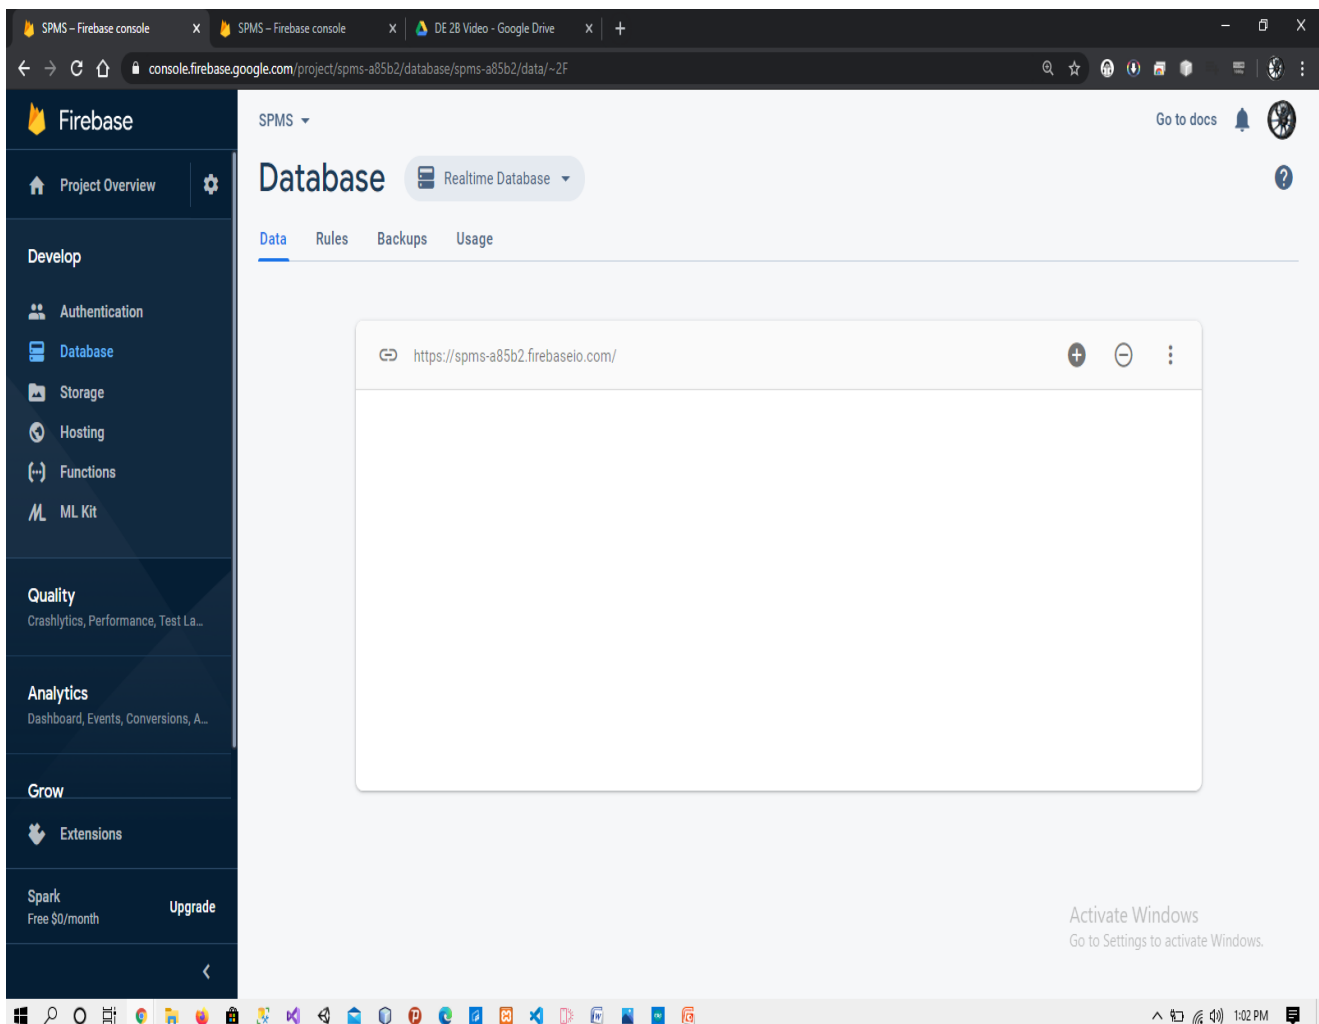 SPMS – Firebase console
SPMS – Firebase console
DE 2B Video - Google Drive
console.firebase.google.com/project/spms-a85b2/database/spms-a85b2/data/~2F
Firebase
SPMS
Go to docs
Project Overview
Database
Realtime Database
Data Rules Backups Usage
Develop
Authentication
Database
Storage
Hosting
Functions
ML Kit
https://spms-a85b2.firebaseio.com/
Quality
Crashlytics, Performance, Test La...
Analytics
Dashboard, Events, Conversions, A...
Grow
Extensions
Spark
Free $0/month
Upgrade
Activate Windows
Go to Settings to activate Windows.
1:02 PM